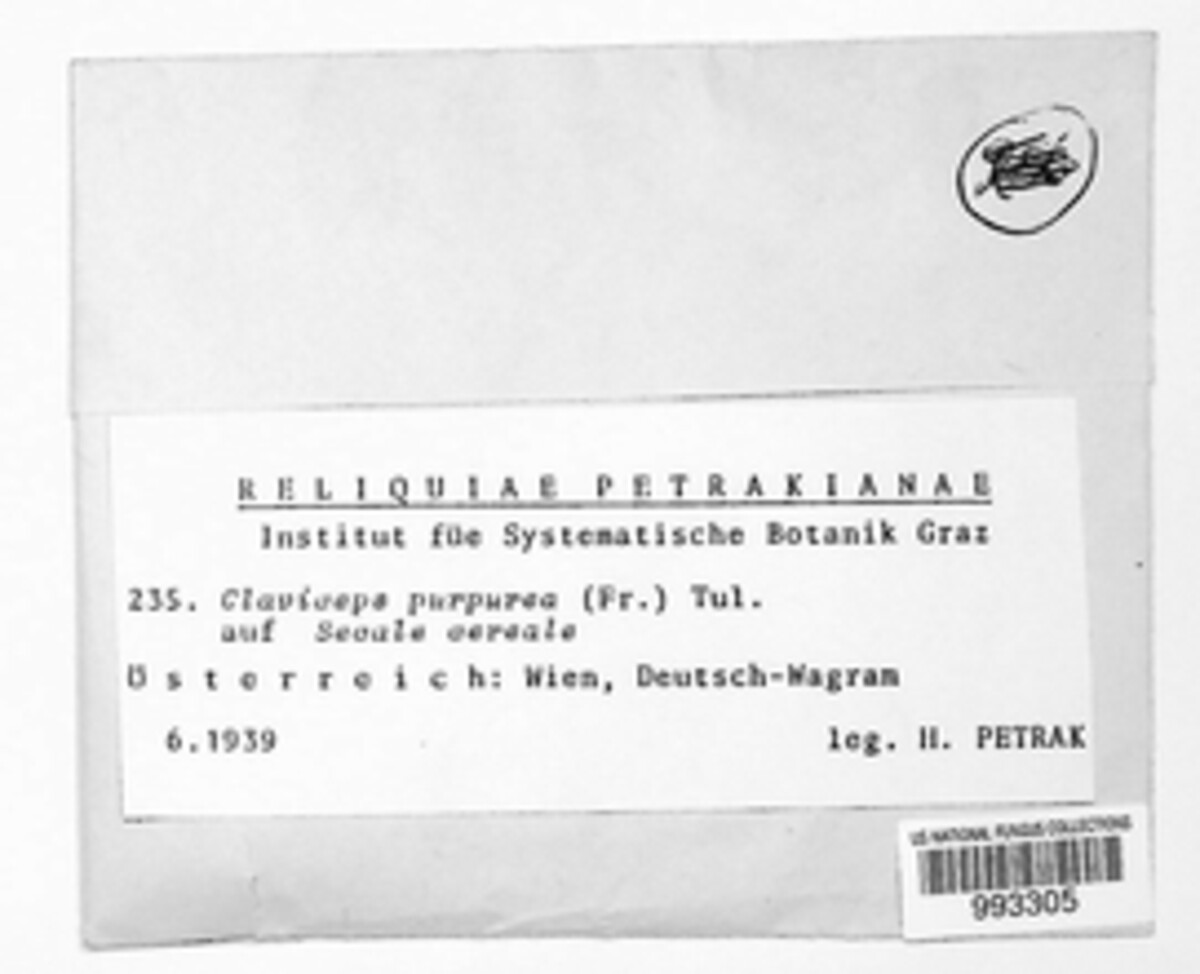 RELIQUIAE PETRAKIANAE
Institut füe Systematische Botanik Graz
235. Claviceps purpurea (Fr.) Tul.
auf Secale cereale
Österreich: Wien, Deutsch-Wagram
6.1939 leg. H. PETRAK
US NATIONAL FUNGUS COLLECTIONS
993305